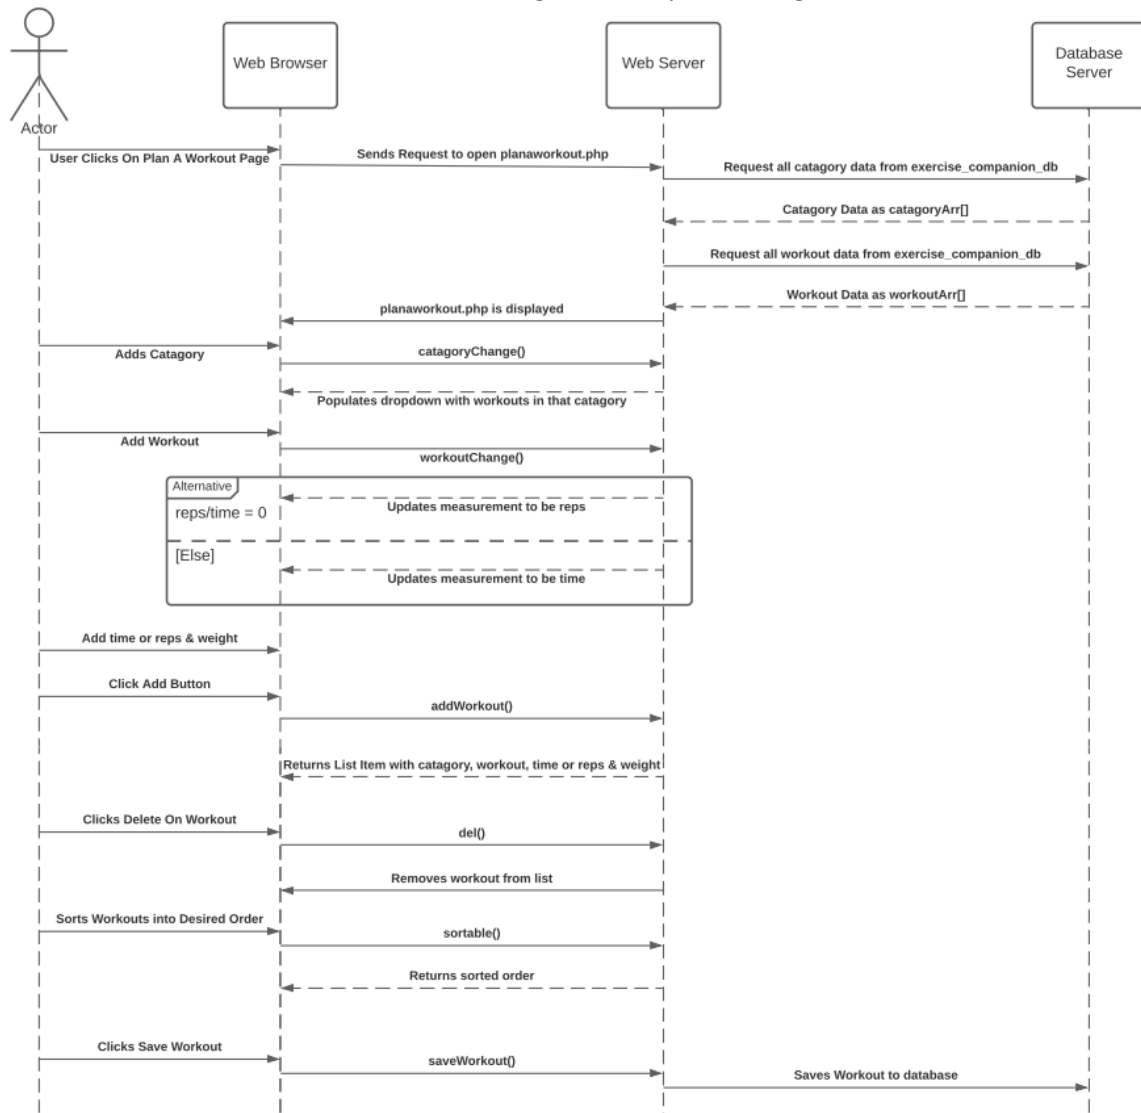 Web Browser
Web Server
Database
Server
Actor
User Clicks On Plan A Workout Page
Sends Request to open planaworkout.php
Request all catagory data from exercise_companion_db
Catagory Data as catagoryArr[]
Request all workout data from exercise_companion_db
Workout Data as workoutArr[]
planaworkout.php is displayed
Adds Catagory
catagoryChange()
Populates dropdown with workouts in that catagory
Add Workout
workoutChange()
Alternative
Updates measurement to be reps
reps/time = 0
[Else]
Updates measurement to be time
Add time or reps & weight
Click Add Button
addWorkout()
Returns List Item with catagory, workout, time or reps & weight
Clicks Delete On Workout
del()
Removes workout from list
Sorts Workouts into Desired Order
sortable()
Returns sorted order
Clicks Save Workout
saveWorkout()
Saves Workout to database